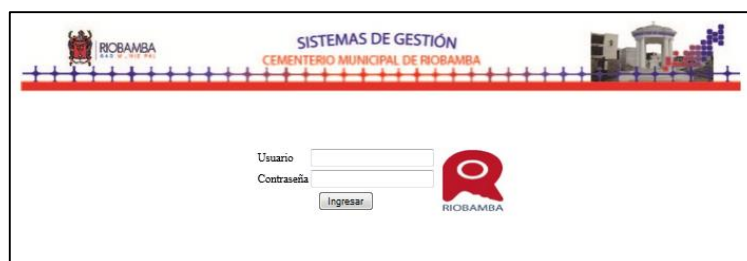 RIOBAMBA
SISTEMAS DE GESTIÓN
CEMENTERIO MUNICIPAL DE RIOBAMBA
Usuario
Contraseña
Ingresar
RIOBAMBA